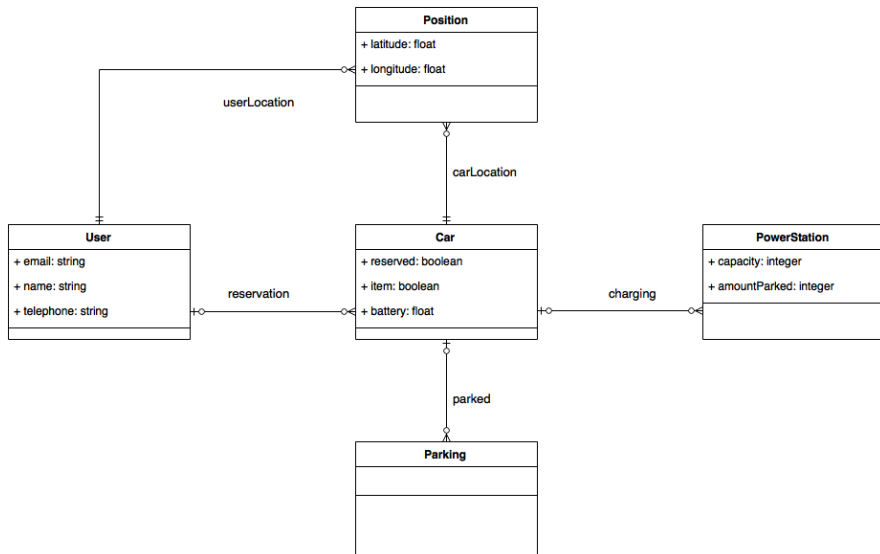 Position
+ latitude: float
+ longitude: float
userLocation
carLocation
User
+ email: string
+ name: string
+ telephone: string
reservation
Car
+ reserved: boolean
+ item: boolean
+ battery: float
charging
PowerStation
+ capacity: integer
+ amountParked: integer
parked
Parking